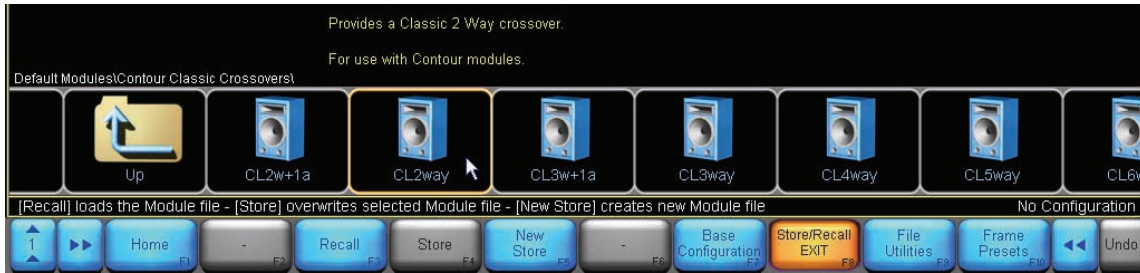 Provides a Classic 2 Way crossover.
For use with Contour modules.
Default Modules\Contour Classic Crossovers\
Up CL2w+1a CL2way CL3w+1a CL3way CL4way CL5way CL6w
[Recall] loads the Module file - [Store] overwrites selected Module file - [New Store] creates new Module file No Configuration
1 Home F1 - F2 Recall F3 Store F4 New Store F5 - F6 Base Configuration F7 Store/Recall EXIT F8 File Utilities F9 Frame Presets F10 Undo